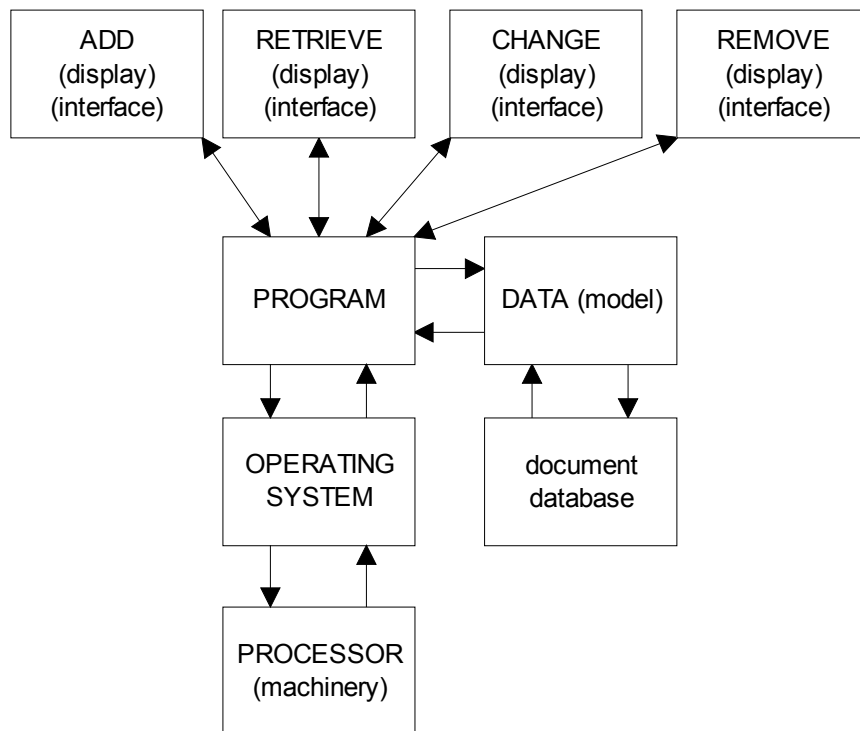 ADD
(display)
(interface)
RETRIEVE
(display)
(interface)
CHANGE
(display)
(interface)
REMOVE
(display)
(interface)
PROGRAM
DATA (model)
OPERATING
SYSTEM
document
database
PROCESSOR
(machinery)